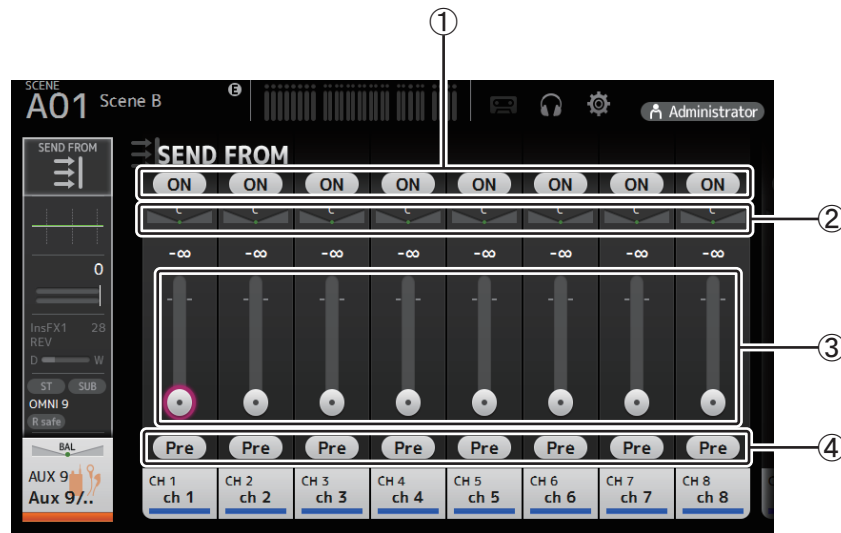 ①
SCENE
A01 Scene B
E
Administrator
SEND FROM
SEND FROM
ON ON ON ON ON ON ON ON
C C C C C C C C
②
-∞ -∞ -∞ -∞ -∞ -∞ -∞ -∞
0
③
InsFX1 28
REV
D W
ST SUB
OMNI 9
R safe
BAL
Pre Pre Pre Pre Pre Pre Pre Pre
④
AUX 9
Aux 9/..
CH 1 CH 2 CH 3 CH 4 CH 5 CH 6 CH 7 CH 8
ch 1 ch 2 ch 3 ch 4 ch 5 ch 6 ch 7 ch 8